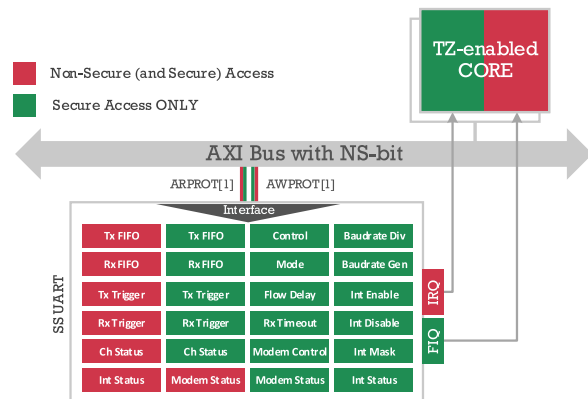 TZ-enabled
CORE
Non-Secure (and Secure) Access
Secure Access ONLY
AXI Bus with NS-bit
ARPROT[1]
AWPROT[1]
Interface
SS UART
Tx FIFO
Tx FIFO
Control
Baudrate Div
Rx FIFO
Rx FIFO
Mode
Baudrate Gen
Tx Trigger
Tx Trigger
Flow Delay
Int Enable
Rx Trigger
Rx Trigger
Rx Timeout
Int Disable
Ch Status
Ch Status
Modem Control
Int Mask
Int Status
Modem Status
Modem Status
Int Status
IRQ
FIQ